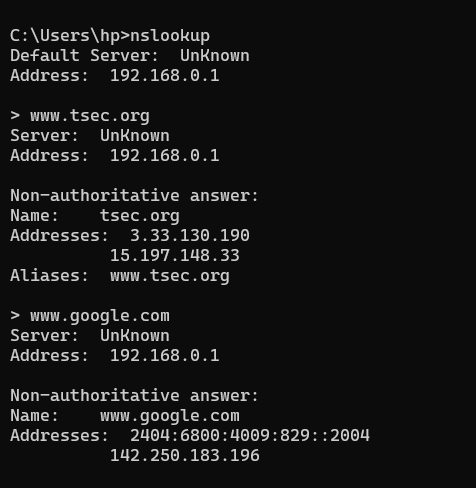 C:\Users\hp>nslookup
Default Server:  UnKnown
Address:  192.168.0.1
> www.tsec.org
Server:  UnKnown
Address:  192.168.0.1
Non-authoritative answer:
Name:    tsec.org
Addresses:  3.33.130.190
          15.197.148.33
Aliases:  www.tsec.org
> www.google.com
Server:  UnKnown
Address:  192.168.0.1
Non-authoritative answer:
Name:    www.google.com
Addresses:  2404:6800:4009:829::2004
          142.250.183.196